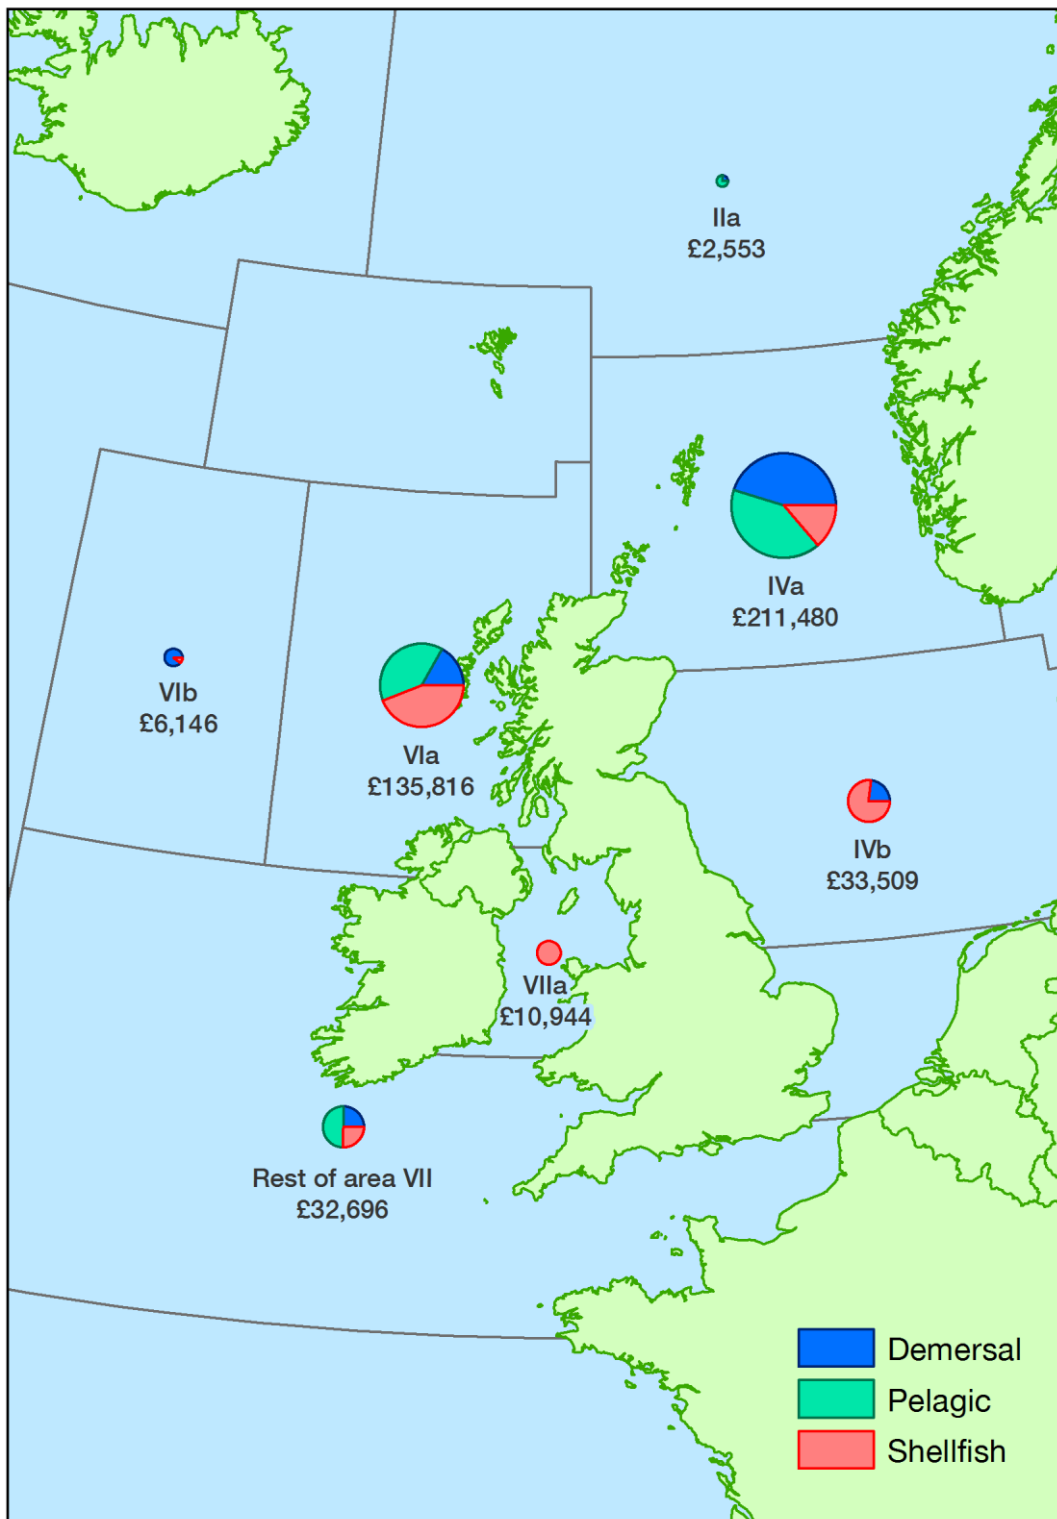 IIa
£2,553
IVa
£211,480
VIb
£6,146
VIa
£135,816
IVb
£33,509
VIIa
£10,944
Rest of area VII
£32,696
Demersal
Pelagic
Shellfish